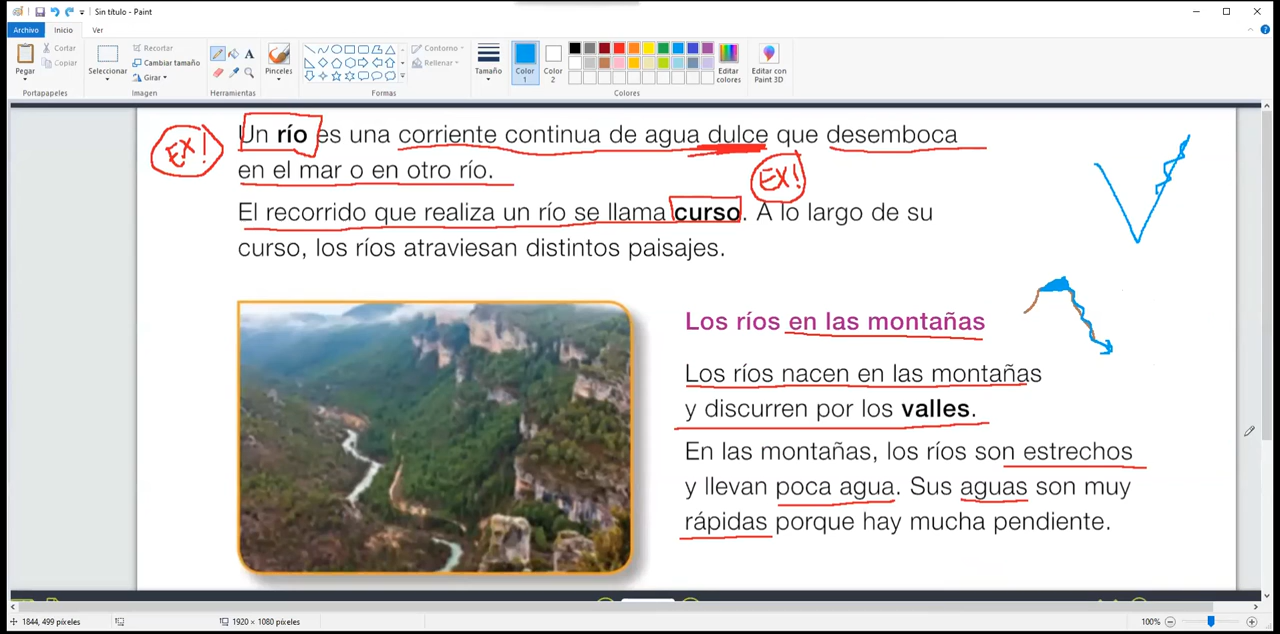 Sin título - Paint
Archivo Inicio Ver
Pegar
Cortar
Copiar
Portapapeles
Seleccionar
Recortar
Cambiar tamaño
Girar
Imagen
A
Herramientas
Pinceles
Contorno
Rellenar
Formas
Tamaño
Color 1
Color 2
Editar colores
Editar con Paint 3D
Colores
EX!
Un río es una corriente continua de agua dulce que desemboca
en el mar o en otro río.
EX!
El recorrido que realiza un río se llama curso. A lo largo de su
curso, los ríos atraviesan distintos paisajes.
Los ríos en las montañas
Los ríos nacen en las montañas
y discurren por los valles.
En las montañas, los ríos son estrechos
y llevan poca agua. Sus aguas son muy
rápidas porque hay mucha pendiente.
1844, 499 píxeles
1920 × 1080 píxeles
100%